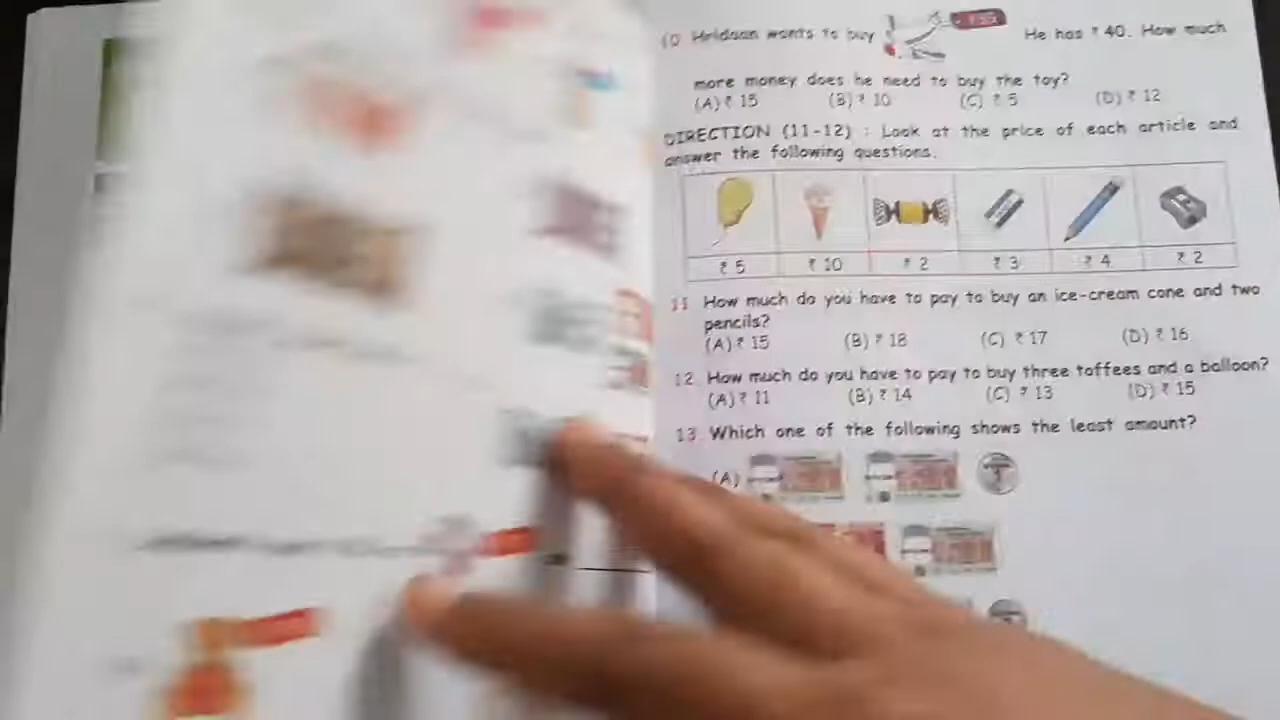 10 Hridaan wants to buy He has ₹ 40. How much
more money does he need to buy the toy?
(A) ₹ 15 (B) ₹ 10 (C) ₹ 5 (D) ₹ 12
DIRECTION (11-12) : Look at the price of each article and
answer the following questions.
₹ 5 ₹ 10 ₹ 2 ₹ 3 ₹ 4 ₹ 2
11 How much do you have to pay to buy an ice-cream cone and two
pencils?
(A) ₹ 15 (B) ₹ 18 (C) ₹ 17 (D) ₹ 16
12. How much do you have to pay to buy three toffees and a balloon?
(A) ₹ 11 (B) ₹ 14 (C) ₹ 13 (D) ₹ 15
13. Which one of the following shows the least amount?
(A)